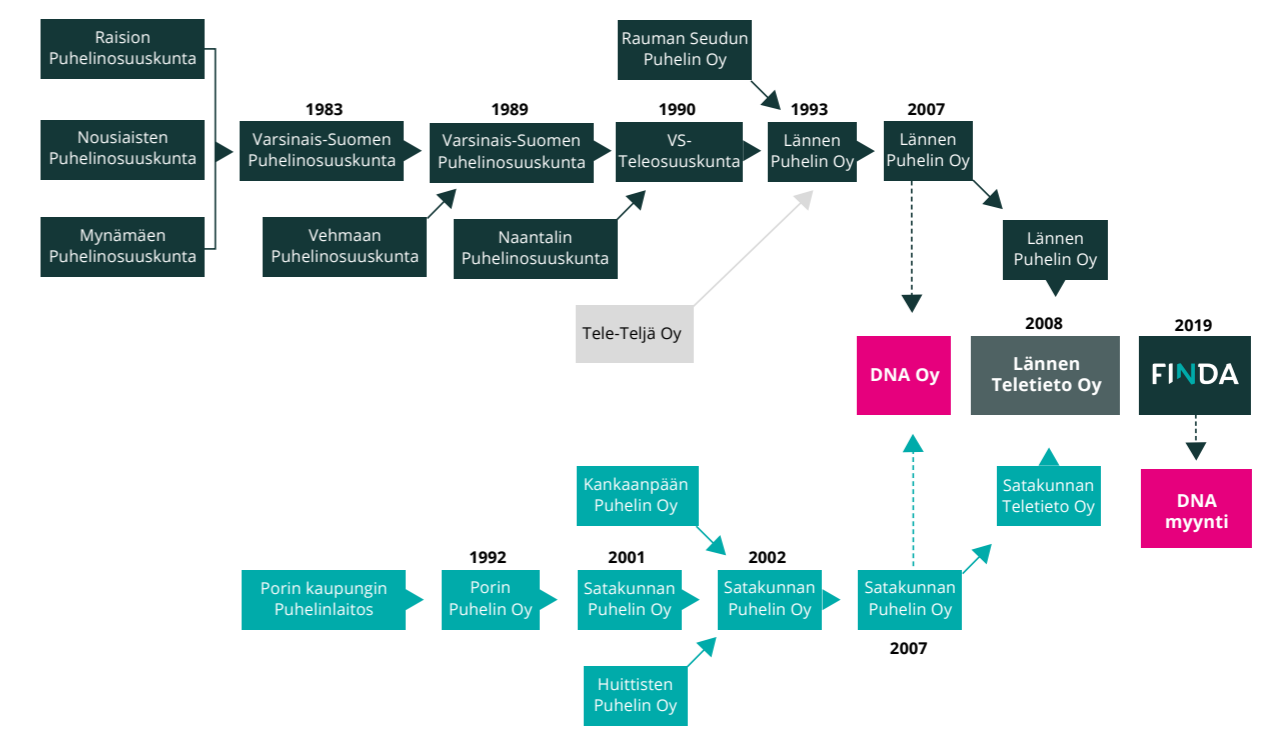 Raision
Puhelinosuuskunta
Nousiaisten
Puhelinosuuskunta
Mynämäen
Puhelinosuuskunta
1983
Varsinais-Suomen
Puhelinosuuskunta
Vehmaan
Puhelinosuuskunta
1989
Varsinais-Suomen
Puhelinosuuskunta
Naantalin
Puhelinosuuskunta
1990
VS-
Teleosuuskunta
Rauman Seudun
Puhelin Oy
Tele-Teljä Oy
1993
Lännen
Puhelin Oy
2007
Lännen
Puhelin Oy
Lännen
Puhelin Oy
DNA Oy
2008
Lännen
Teletieto Oy
2019
FINDA
DNA
myynti
Porin kaupungin
Puhelinlaitos
1992
Porin
Puhelin Oy
2001
Satakunnan
Puhelin Oy
Kankaanpään
Puhelin Oy
Huittisten
Puhelin Oy
2002
Satakunnan
Puhelin Oy
Satakunnan
Puhelin Oy
2007
Satakunnan
Teletieto Oy